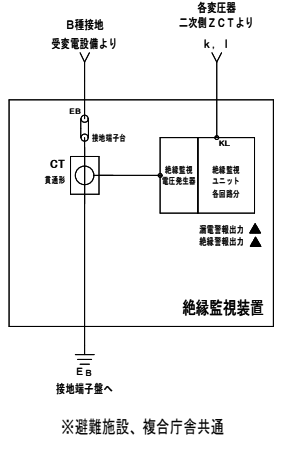 B種接地
受変電設備より
各変圧器
二次側ZCTより
k, l
EB
接地端子台
KL
CT
貫通形
絶縁監視
電圧発生器
絶縁監視
ユニット
各回路分
漏電警報出力
絶縁警報出力
絶縁監視装置
EB
接地端子盤へ
※避難施設、複合庁舎共通